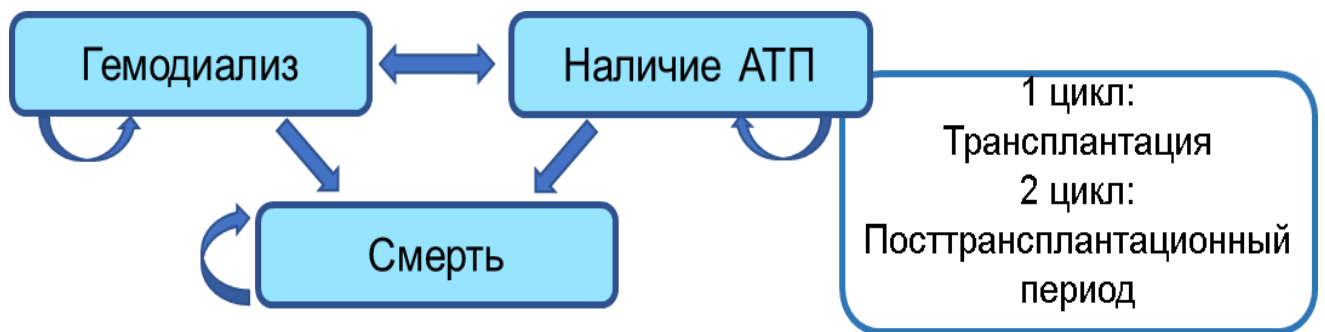 Гемодиализ
Наличие АТП
1 цикл:
Трансплантация
2 цикл:
Посттрансплантационный
период
Смерть